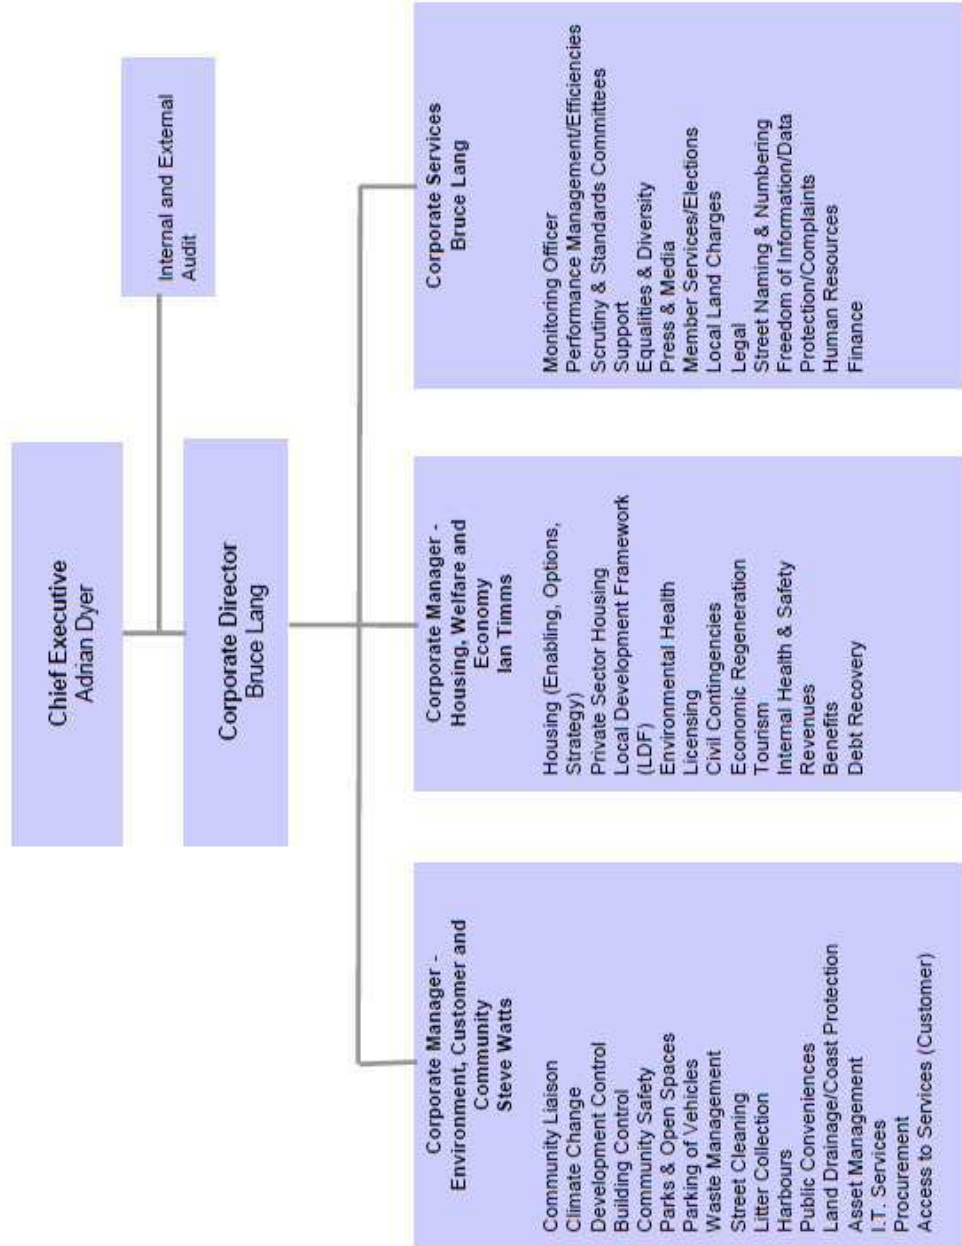 Chief Executive
Adrian Dyer
Internal and External
Audit
Corporate Director
Bruce Lang
Corporate Manager -
Environment, Customer and
Community
Steve Watts
Community Liaison
Climate Change
Development Control
Building Control
Community Safety
Parks & Open Spaces
Parking of Vehicles
Waste Management
Street Cleaning
Litter Collection
Harbours
Public Conveniences
Land Drainage/Coast Protection
Asset Management
I.T. Services
Procurement
Access to Services (Customer)
Corporate Manager -
Housing, Welfare and
Economy
Ian Timms
Housing (Enabling, Options,
Strategy)
Private Sector Housing
Local Development Framework
(LDF)
Environmental Health
Licensing
Civil Contingencies
Economic Regeneration
Tourism
Internal Health & Safety
Revenues
Benefits
Debt Recovery
Corporate Services
Bruce Lang
Monitoring Officer
Performance Management/Efficiencies
Scrutiny & Standards Committees
Support
Equalities & Diversity
Press & Media
Member Services/Elections
Local Land Charges
Legal
Street Naming & Numbering
Freedom of Information/Data
Protection/Complaints
Human Resources
Finance